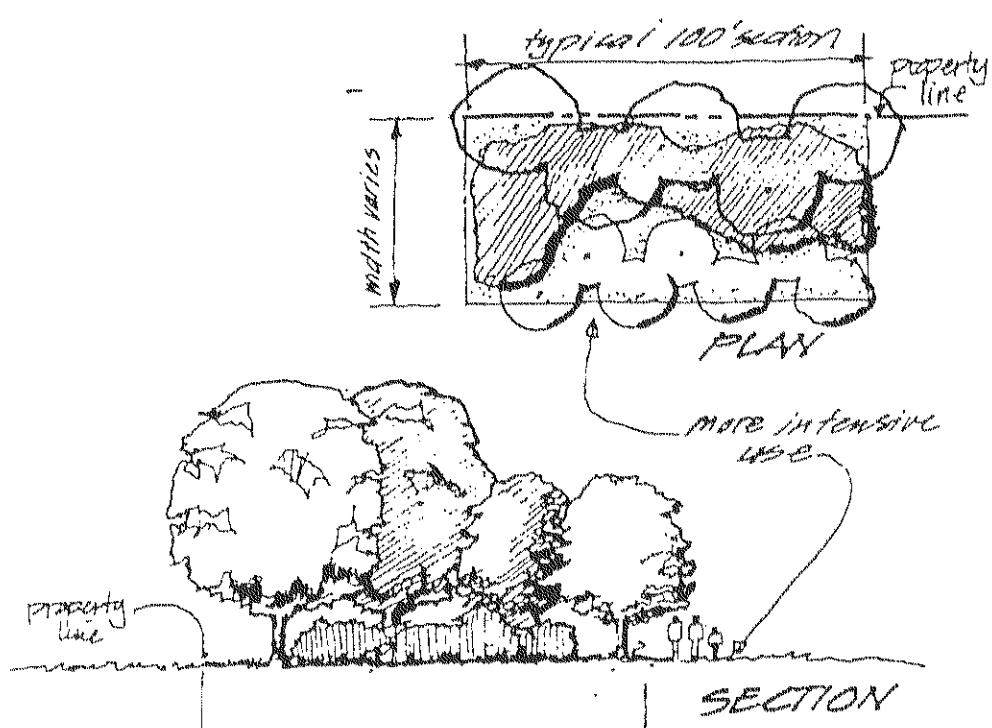 typical 100' section
property
line
width varies
PLAN
more intensive
use
property
line
SECTION